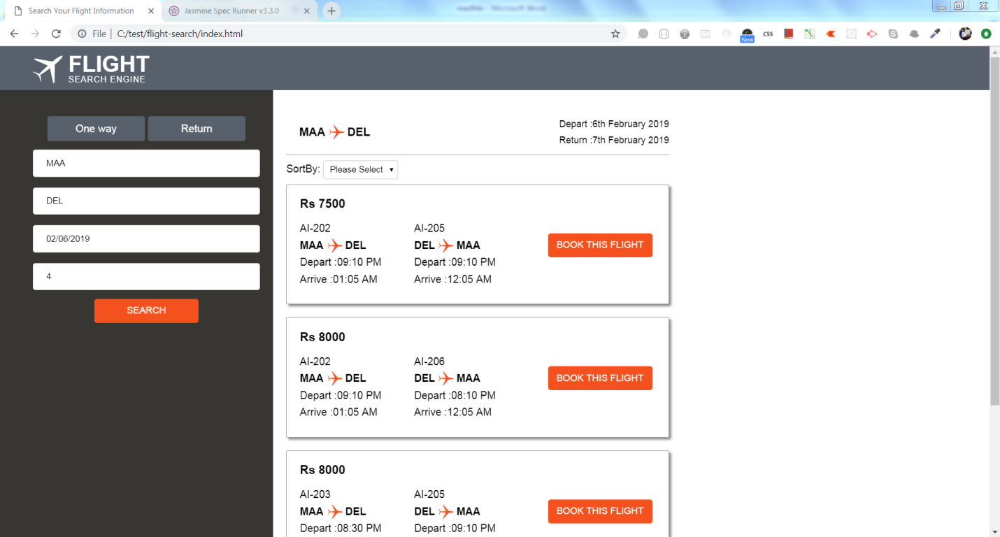 Search Your Flight Information
Jasmine Spec Runner v3.3.0
readMe - Microsoft Word
File | C:/test/flight-search/index.html
New
css
FLIGHT
SEARCH ENGINE
One way
Return
MAA
DEL
02/06/2019
4
SEARCH
MAA DEL
Depart :6th February 2019
Return :7th February 2019
SortBy: Please Select
Rs 7500
AI-202 AI-205
MAA DEL DEL MAA
Depart :09:10 PM Depart :09:10 PM
Arrive :01:05 AM Arrive :12:05 AM
BOOK THIS FLIGHT
Rs 8000
AI-202 AI-206
MAA DEL DEL MAA
Depart :09:10 PM Depart :08:10 PM
Arrive :01:05 AM Arrive :12:05 AM
BOOK THIS FLIGHT
Rs 8000
AI-203 AI-205
MAA DEL DEL MAA
Depart :08:30 PM Depart :09:10 PM
BOOK THIS FLIGHT